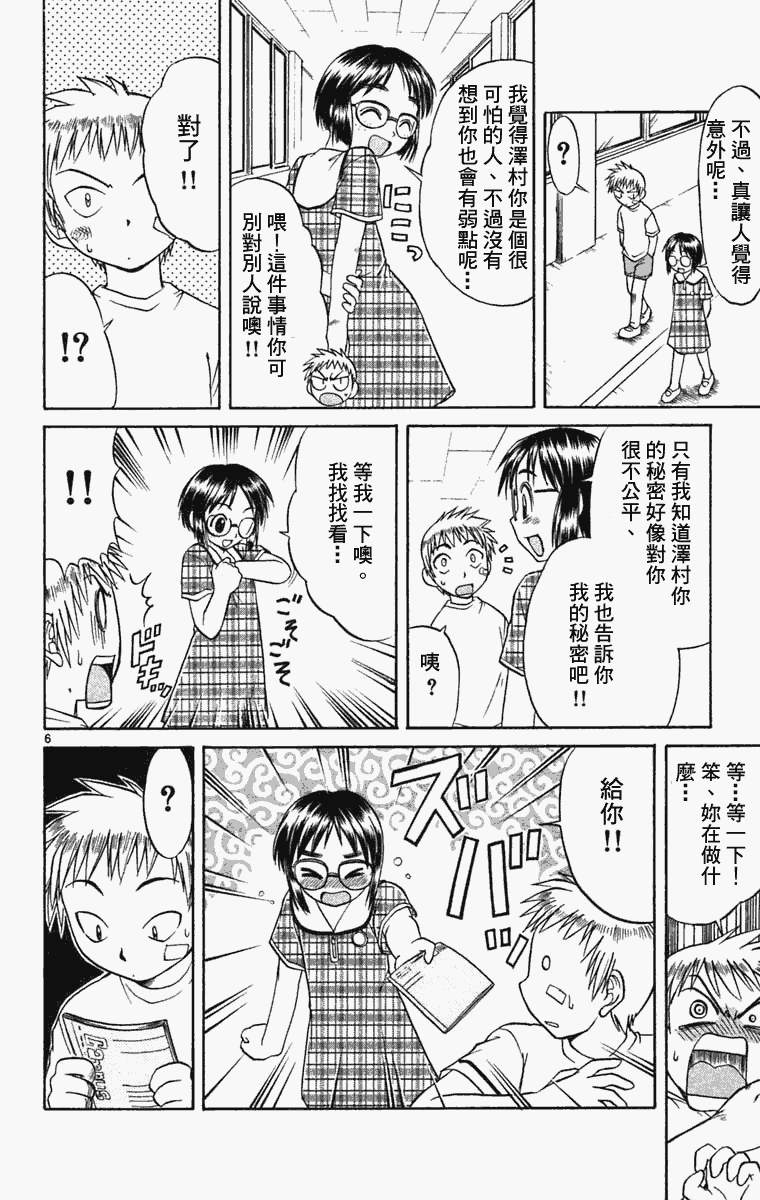 不過、真讓人覺得
意外呢…
?
我覺得澤村你是個很
可怕的人、不過沒有
想到你也會有弱點呢…
にこっ
喂!這件事情你可
別對別人說噢!!
對了!!
!?
只有我知道澤村你
的秘密好像對你
很不公平、
我也告訴你
我的秘密吧!!
咦?
等我一下噢。
我找找看…
ごそごそ
!!
ドキッ
6
等…等一下!
笨、妳在做什
麼…
給你!!
ズバッ
?